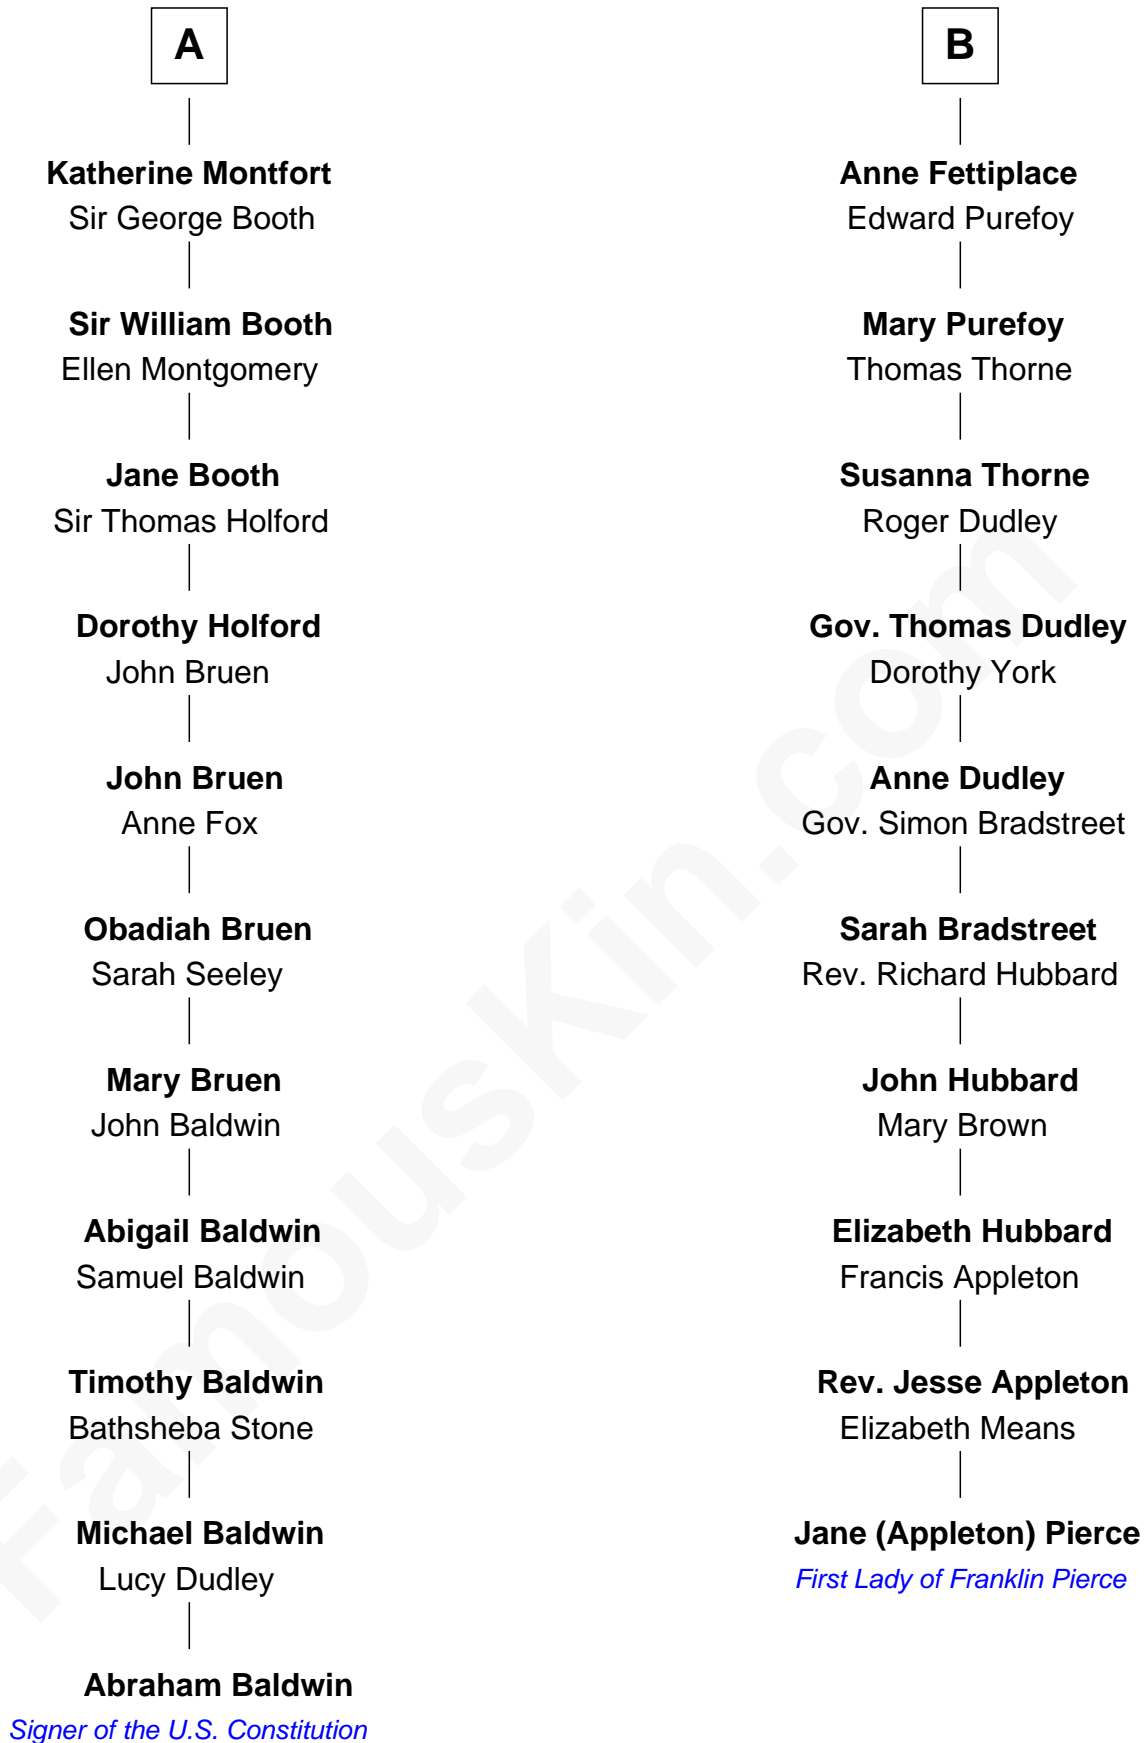 A
Katherine Montfort
Sir George Booth
Sir William Booth
Ellen Montgomery
Jane Booth
Sir Thomas Holford
Dorothy Holford
John Bruen
John Bruen
Anne Fox
Obadiah Bruen
Sarah Seeley
Mary Bruen
John Baldwin
Abigail Baldwin
Samuel Baldwin
Timothy Baldwin
Bathsheba Stone
Michael Baldwin
Lucy Dudley
Abraham Baldwin
Signer of the U.S. Constitution
B
Anne Fettiplace
Edward Purefoy
Mary Purefoy
Thomas Thorne
Susanna Thorne
Roger Dudley
Gov. Thomas Dudley
Dorothy York
Anne Dudley
Gov. Simon Bradstreet
Sarah Bradstreet
Rev. Richard Hubbard
John Hubbard
Mary Brown
Elizabeth Hubbard
Francis Appleton
Rev. Jesse Appleton
Elizabeth Means
Jane (Appleton) Pierce
First Lady of Franklin Pierce
FamousKin.com